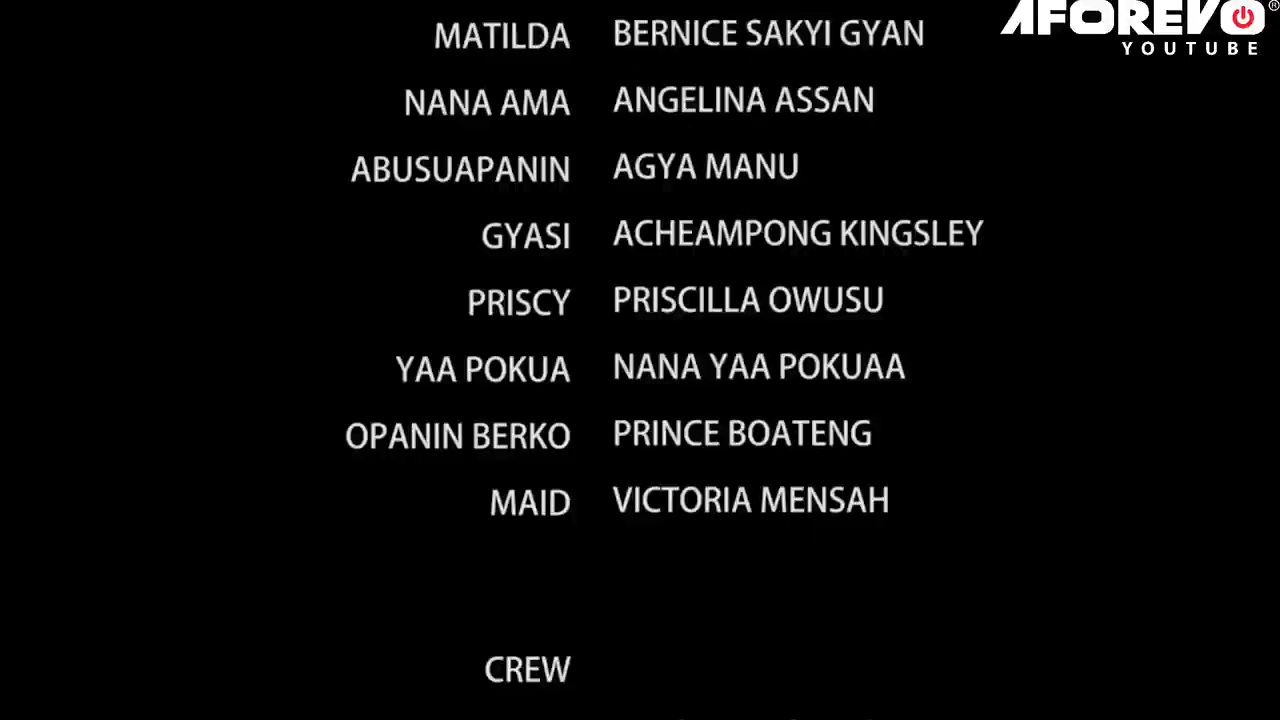 AFOREVO®
YOUTUBE
MATILDA BERNICE SAKYI GYAN
NANA AMA ANGELINA ASSAN
ABUSUAPANIN AGYA MANU
GYASI ACHEAMPONG KINGSLEY
PRISCY PRISCILLA OWUSU
YAA POKUA NANA YAA POKUAA
OPANIN BERKO PRINCE BOATENG
MAID VICTORIA MENSAH
CREW